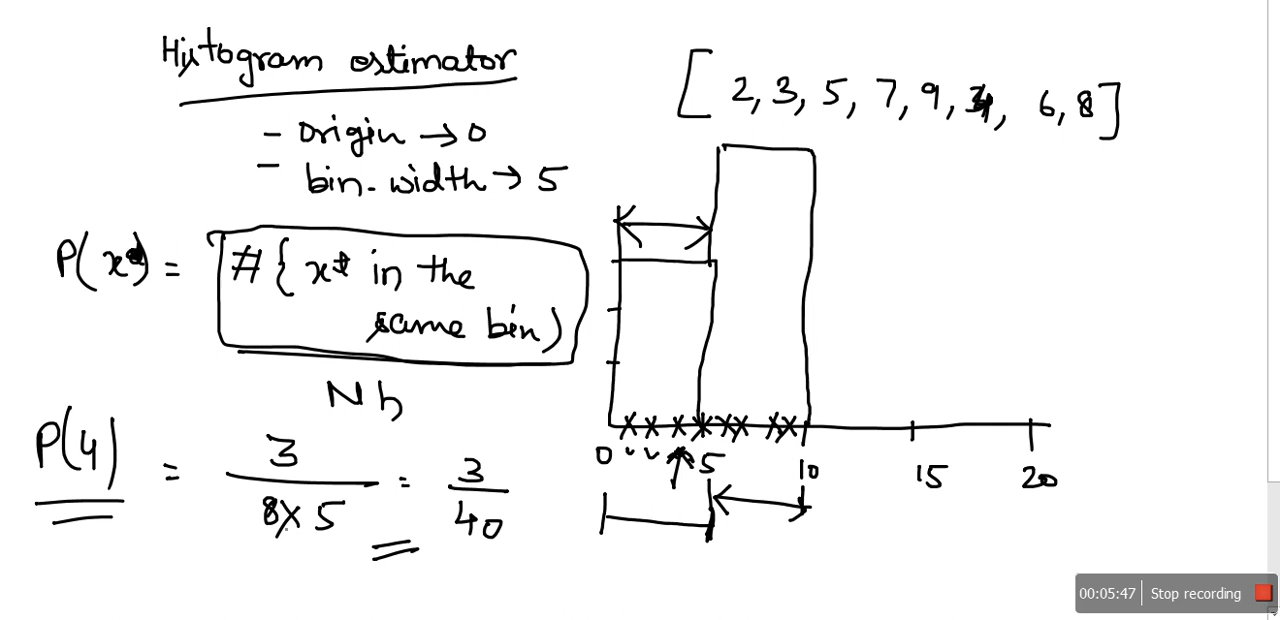 Histogram estimator
- origin → 0
- bin-width → 5
[2, 3, 5, 7, 9, 4, 6, 8]
P(x*) = #{x* in the
same bin)
Nh
P(4) = 3 / 8×5 = 3 / 40
0 5 10 15 20
00:05:47 Stop recording